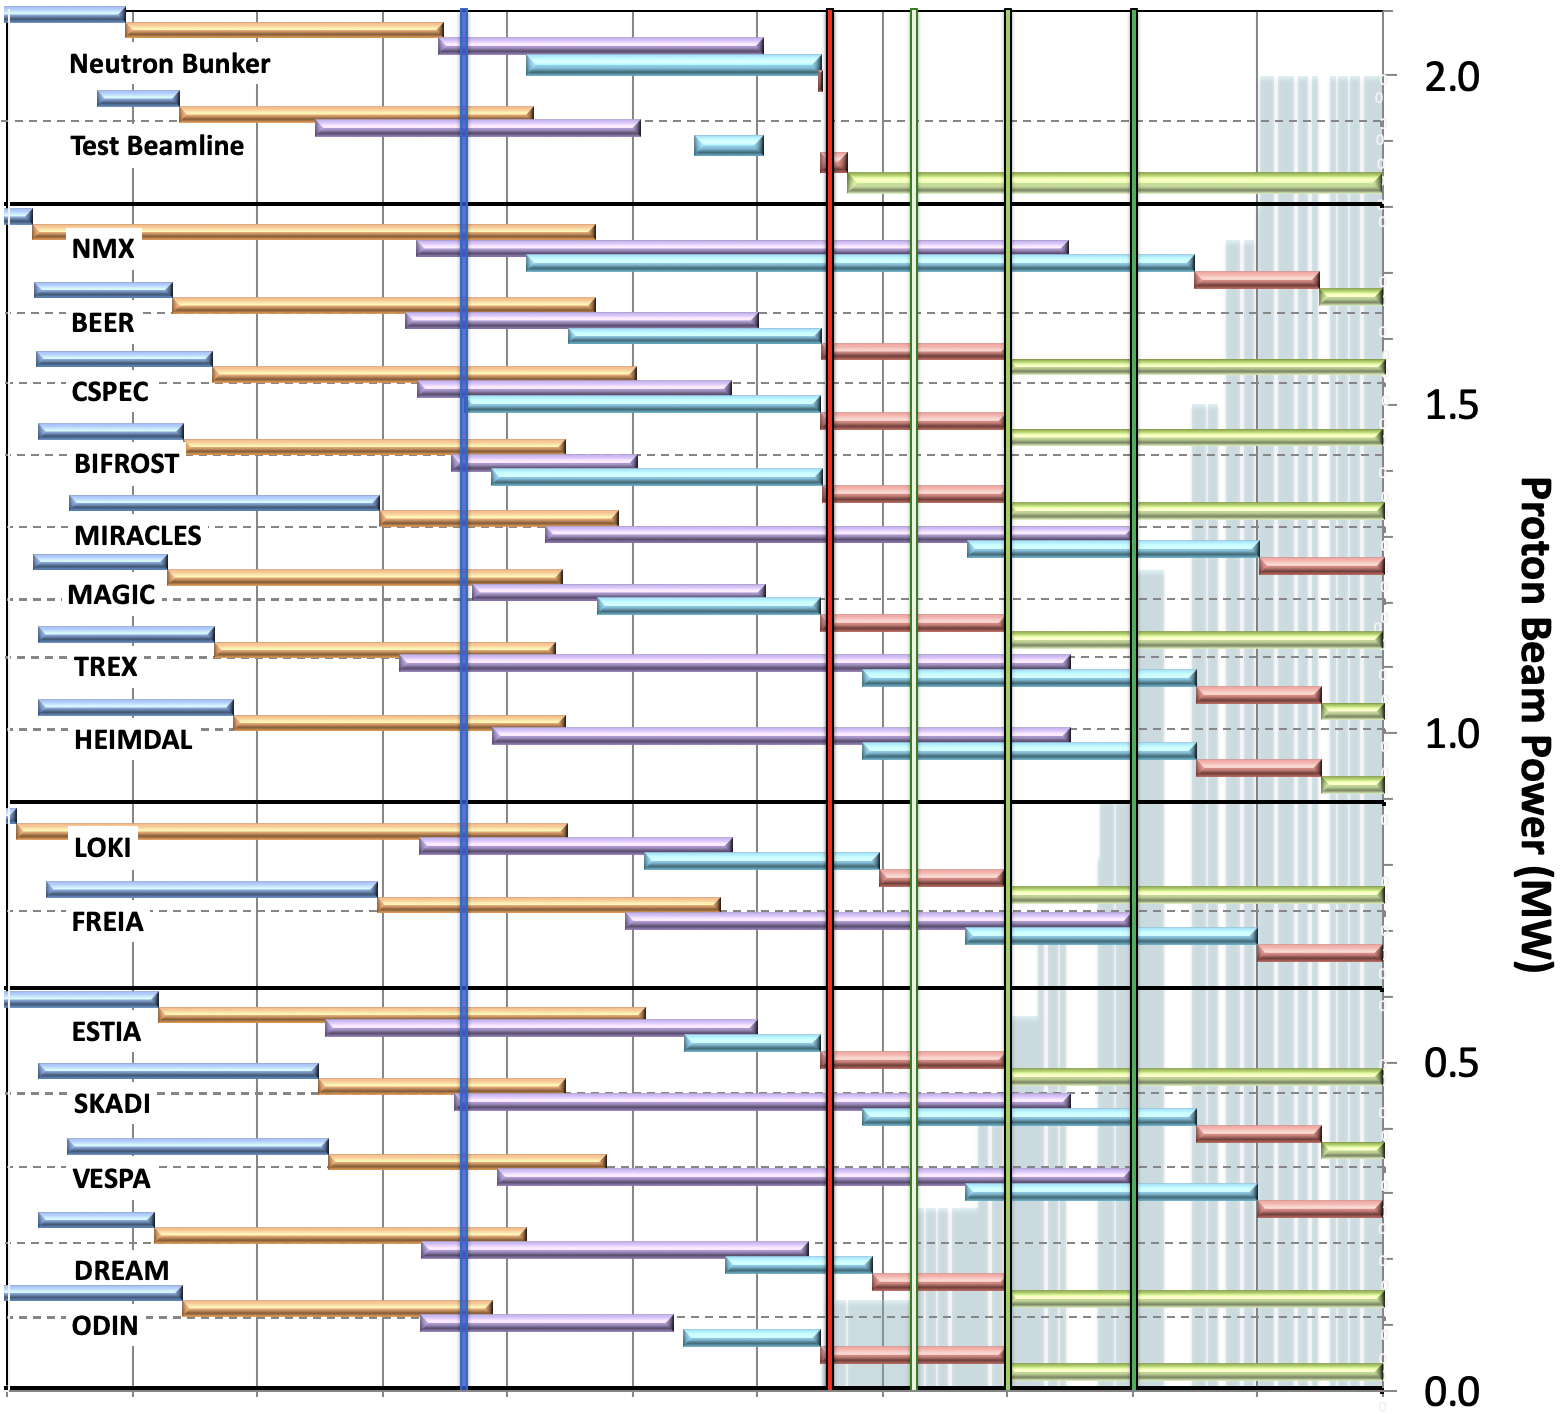 Neutron Bunker
Test Beamline
NMX
BEER
CSPEC
BIFROST
MIRACLES
MAGIC
TREX
HEIMDAL
LOKI
FREIA
ESTIA
SKADI
VESPA
DREAM
ODIN
2.0
1.5
1.0
0.5
0.0
Proton Beam Power (MW)